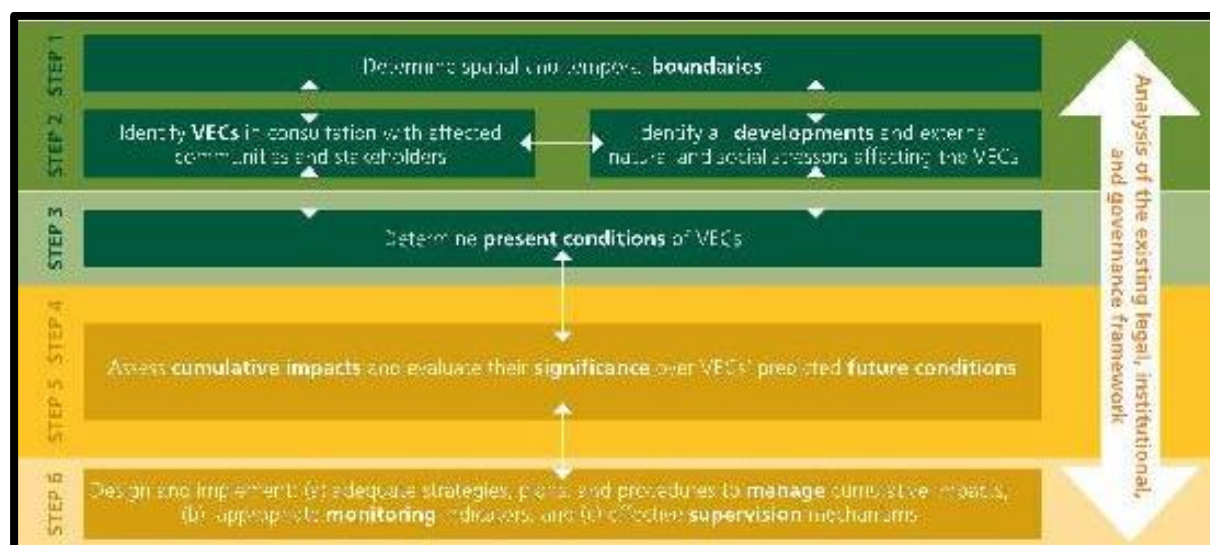 STEP 1
Determine spatial and temporal boundaries
STEP 2
Identify VECs in consultation with affected
communities and stakeholders
Identify all developments and external
natural and social stressors affecting the VECs
STEP 3
Determine present conditions of VECs
STEP 4
STEP 5
Assess cumulative impacts and evaluate their significance over VECs' predicted future conditions
STEP 6
Design and implement: (a) adequate strategies, plans, and procedures to manage cumulative impacts,
(b) appropriate monitoring indicators, and (c) effective supervision mechanisms
Analysis of the existing legal, institutional,
and governance framework